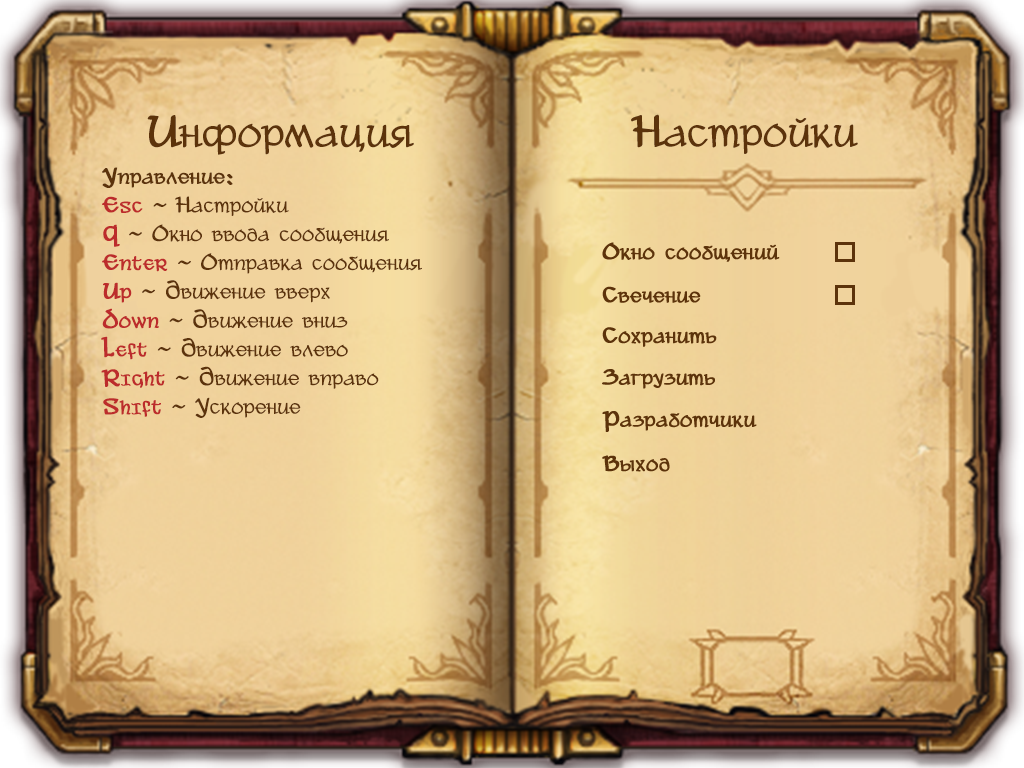 Информация
Управление:
Esc ~ Настройки
Q ~ Окно ввода сообщения
Enter ~ Отправка сообщения
Up ~ Движение вверх
Down ~ Движение вниз
Left ~ Движение влево
Right ~ Движение вправо
Shift ~ Ускорение
Настройки
Окно сообщений
Свечение
Сохранить
Загрузить
Разработчики
Выход